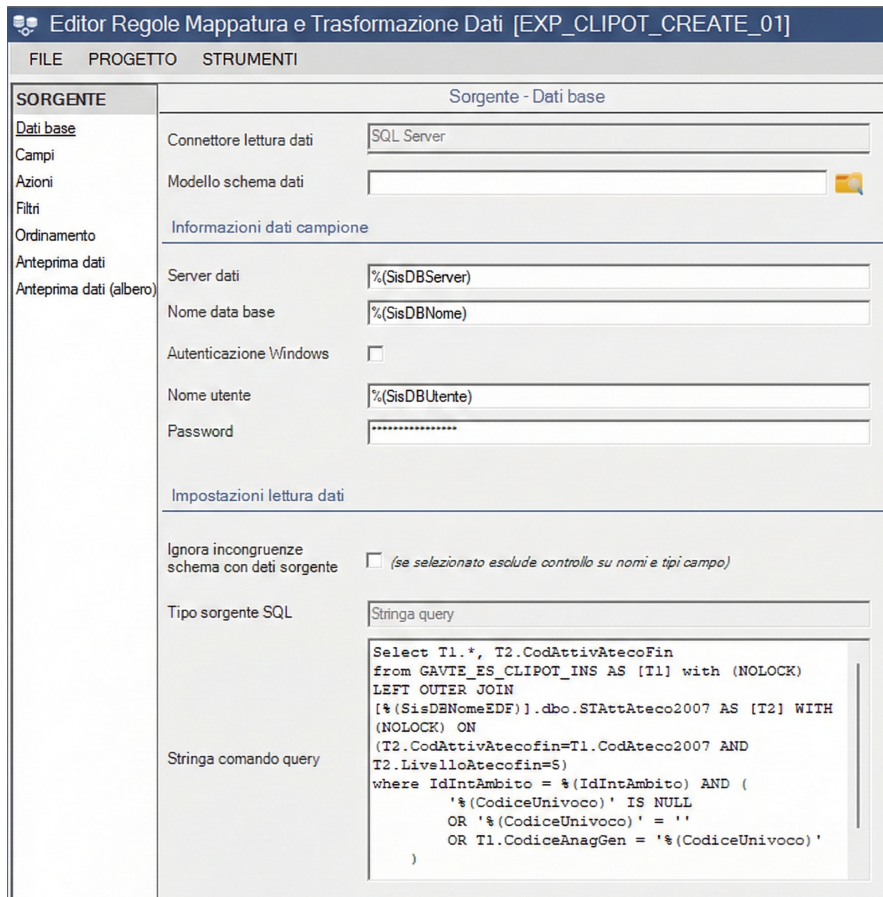 Editor Regole Mappatura e Trasformazione Dati [EXP_CLIPOT_CREATE_01]
FILE PROGETTO STRUMENTI
SORGENTE
Dati base
Campi
Azioni
Filtri
Ordinamento
Anteprima dati
Anteprima dati (albero)
Sorgente - Dati base
Connettore lettura dati
SQL Server
Modello schema dati
Informazioni dati campione
Server dati
%(SisDBServer)
Nome data base
%(SisDBNome)
Autenticazione Windows
Nome utente
%(SisDBUtente)
Password
****************
Impostazioni lettura dati
Ignora incongruenze
schema con deti sorgente
(se selezionato esclude controllo su nomi e tipi campo)
Tipo sorgente SQL
Stringa query
Stringa comando query
Select T1.*, T2.CodAttivAtecoFin
from GAVTE_ES_CLIPOT_INS AS [T1] with (NOLOCK)
LEFT OUTER JOIN
[%(SisDBNomeEDF)].dbo.STAttAteco2007 AS [T2] WITH
(NOLOCK) ON
(T2.CodAttivAtecofin=T1.CodAteco2007 AND
T2.LivelloAtecofin=5)
where IdIntAmbito = %(IdIntAmbito) AND (
'%(CodiceUnivoco)' IS NULL
OR '%(CodiceUnivoco)' = ''
OR T1.CodiceAnagGen = '%(CodiceUnivoco)'
)